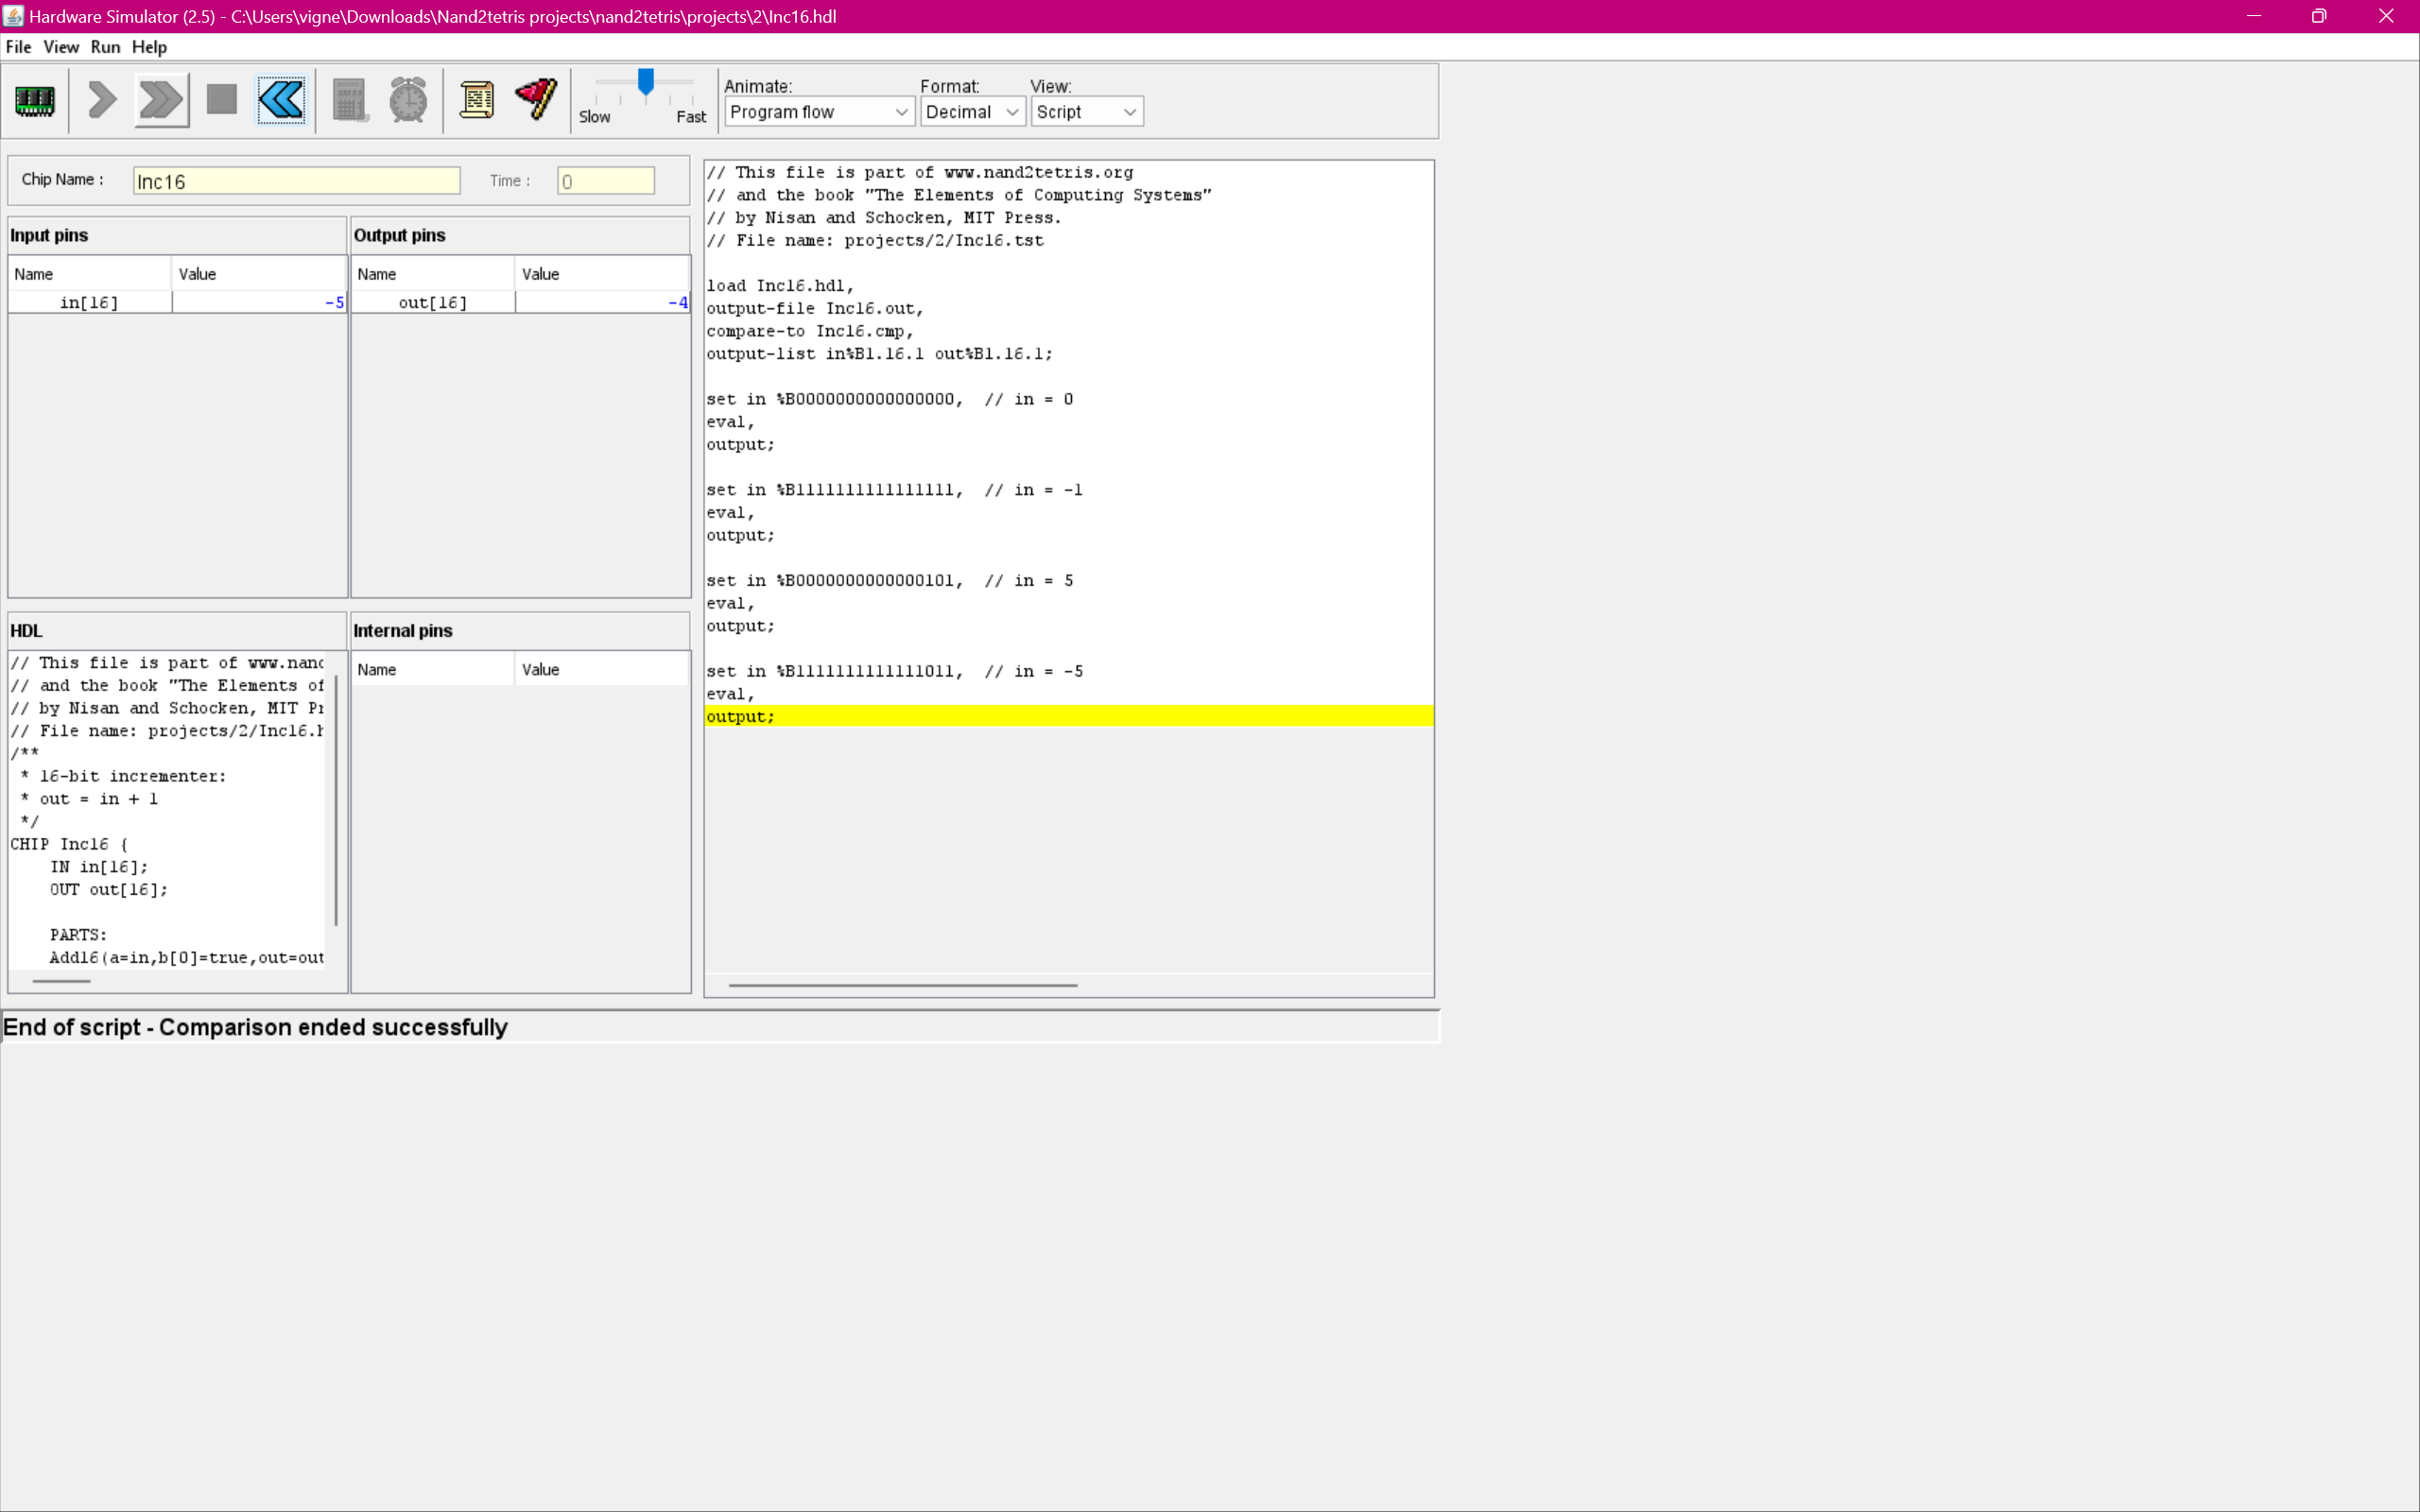 Hardware Simulator (2.5) - C:\Users\vigne\Downloads\Nand2tetris projects\nand2tetris\projects\2\Inc16.hdl
File View Run Help
Animate: Format: View:
Slow Fast Program flow Decimal Script
Chip Name : Inc16 Time : 0
Input pins
Name Value
in[16] -5
Output pins
Name Value
out[16] -4
HDL
// This file is part of www.nand
// and the book "The Elements of
// by Nisan and Schocken, MIT Pr
// File name: projects/2/Inc16.h
/**
* 16-bit incrementer:
* out = in + 1
*/
CHIP Inc16 {
IN in[16];
OUT out[16];
PARTS:
Add16(a=in,b[0]=true,out=out
Internal pins
Name Value
// This file is part of www.nand2tetris.org
// and the book "The Elements of Computing Systems"
// by Nisan and Schocken, MIT Press.
// File name: projects/2/Inc16.tst
load Inc16.hdl,
output-file Inc16.out,
compare-to Inc16.cmp,
output-list in%B1.16.1 out%B1.16.1;
set in %B0000000000000000, // in = 0
eval,
output;
set in %B1111111111111111, // in = -1
eval,
output;
set in %B0000000000000101, // in = 5
eval,
output;
set in %B1111111111111011, // in = -5
eval,
output;
End of script - Comparison ended successfully